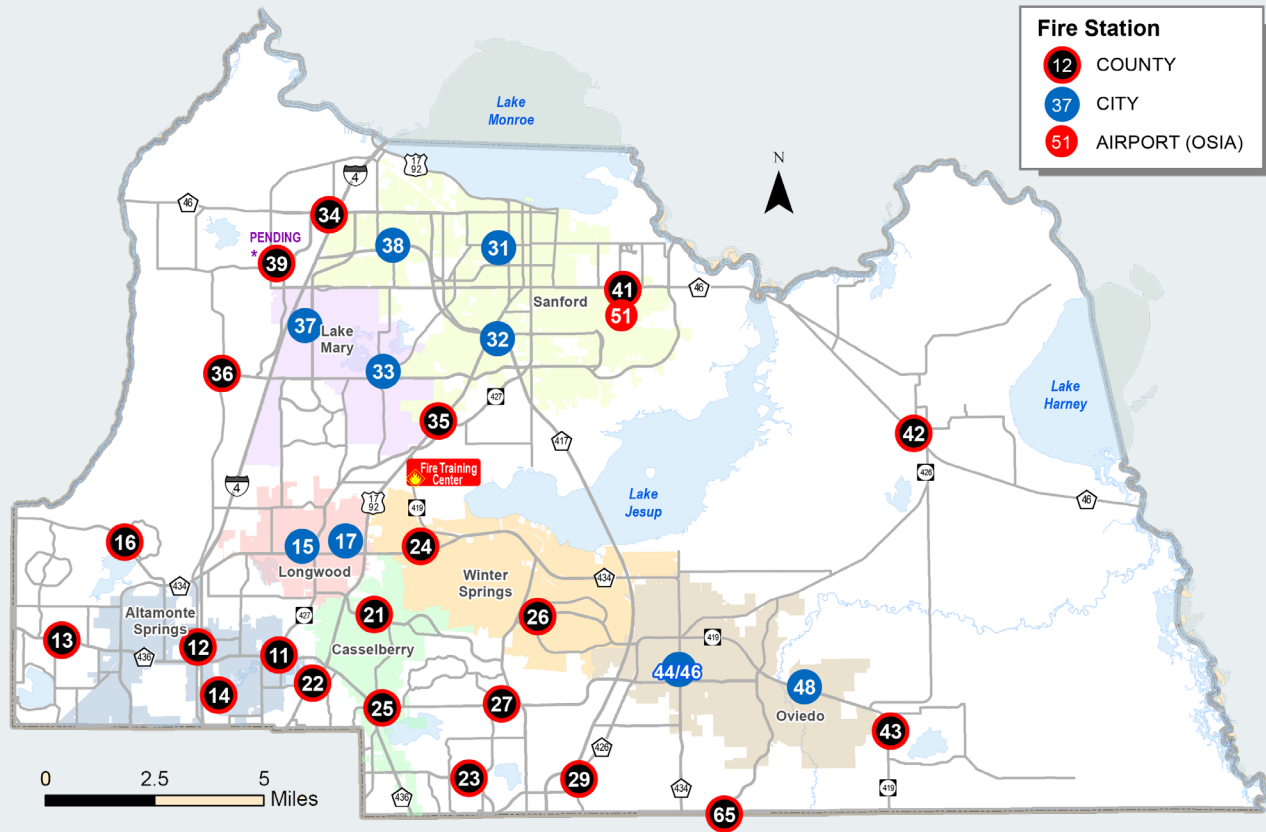 Fire Station
12 COUNTY
37 CITY
51 AIRPORT (OSIA)
Lake
Monroe
N
17
92
4
46
34
PENDING
*
39
38
31
41
51
46
Sanford
37
Lake
Mary
32
33
36
35
427
Lake
Harney
42
417
426
46
Fire Training
Center
4
17
92
419
Lake
Jesup
16
15
17
24
Longwood
434
Winter
Springs
434
Altamonte
Springs
427
21
26
13
12
11
Casselberry
419
436
14
22
44/46
48
Oviedo
25
27
43
426
23
29
436
434
419
65
0 2.5 5
Miles